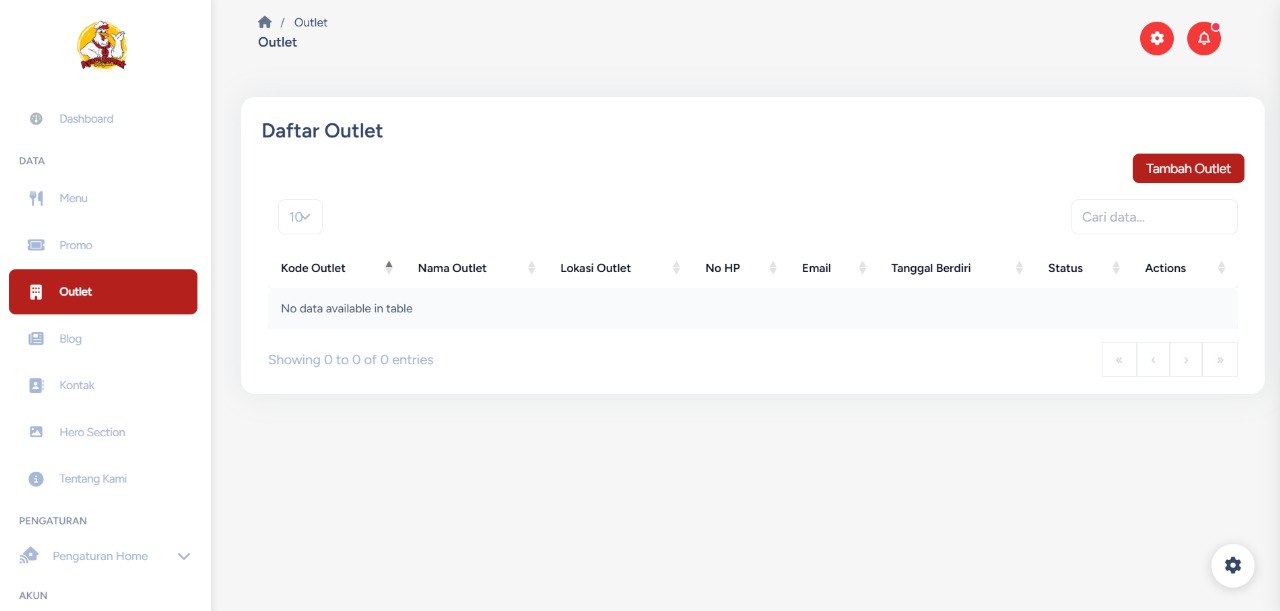 / Outlet
Outlet
Dashboard
DATA
Menu
Promo
Outlet
Blog
Kontak
Hero Section
Tentang Kami
PENGATURAN
Pengaturan Home
AKUN
Daftar Outlet
Tambah Outlet
10
Cari data...
Kode Outlet Nama Outlet Lokasi Outlet No HP Email Tanggal Berdiri Status Actions
No data available in table
Showing 0 to 0 of 0 entries
« ‹ › »